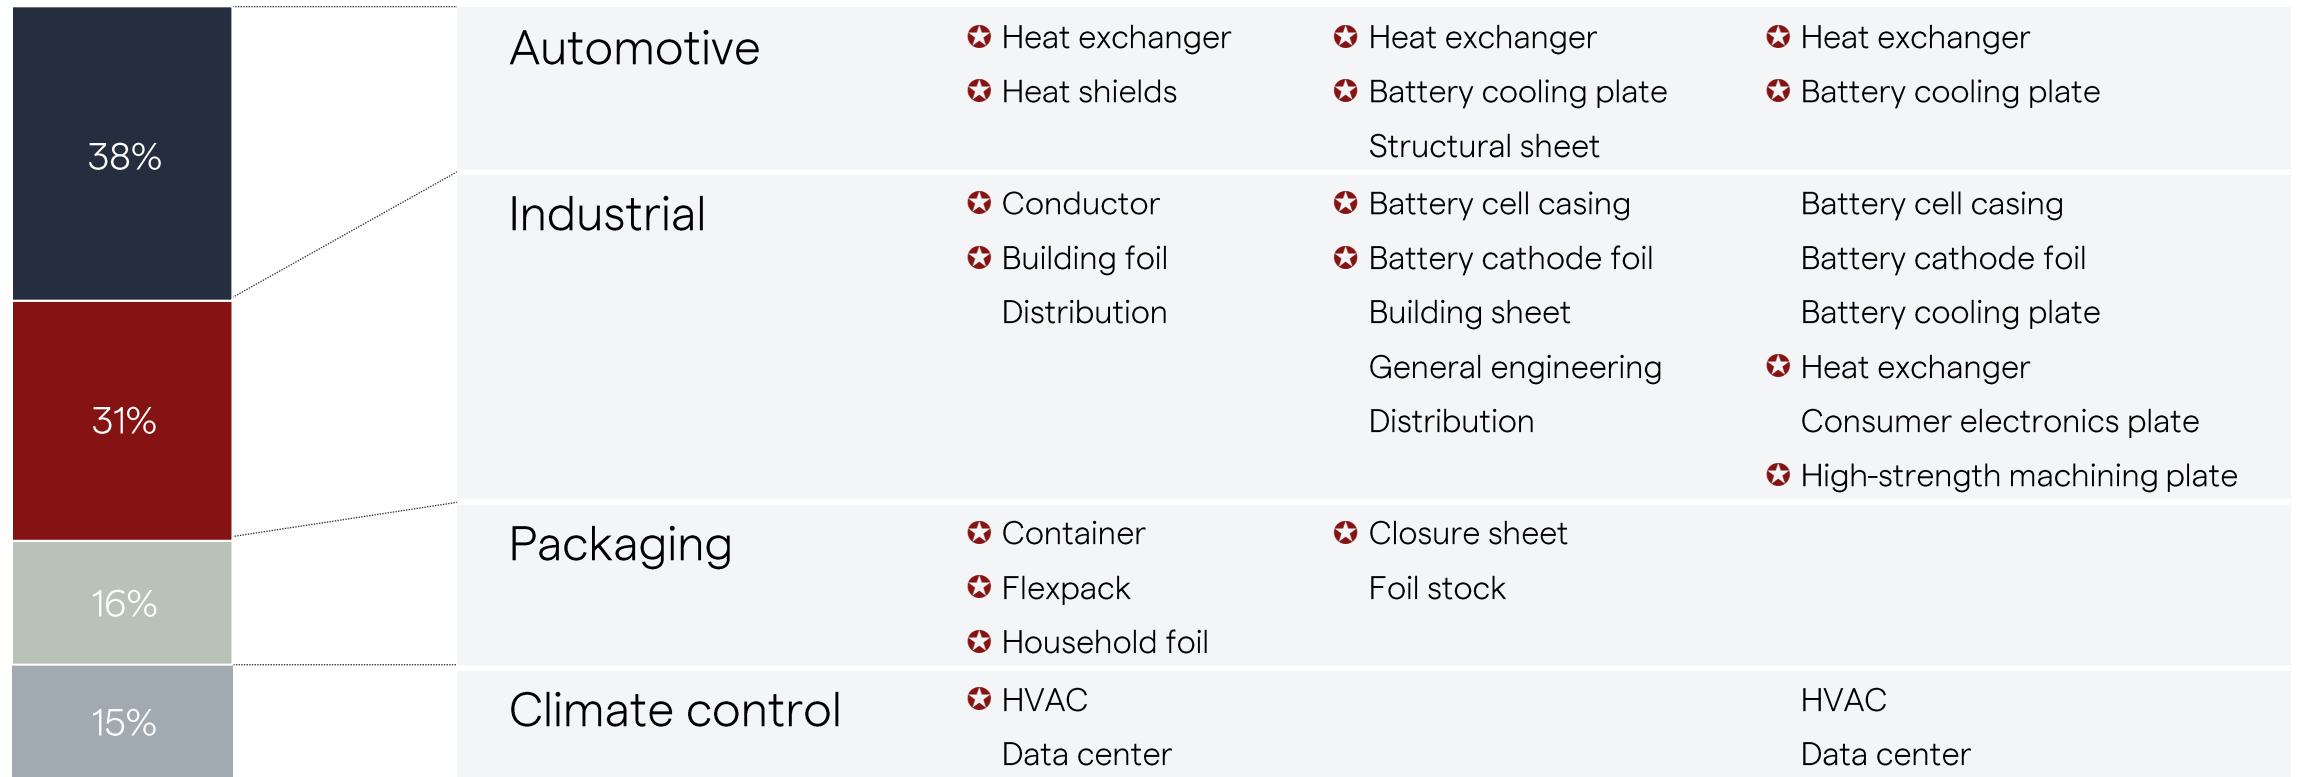 38%
31%
16%
15%
Automotive
Heat exchanger
Heat shields
Heat exchanger
Battery cooling plate
Structural sheet
Heat exchanger
Battery cooling plate
Industrial
Conductor
Building foil
Distribution
Battery cell casing
Battery cathode foil
Building sheet
General engineering
Distribution
Battery cell casing
Battery cathode foil
Battery cooling plate
Heat exchanger
Consumer electronics plate
High-strength machining plate
Packaging
Container
Flexpack
Household foil
Closure sheet
Foil stock
Climate control
HVAC
Data center
HVAC
Data center